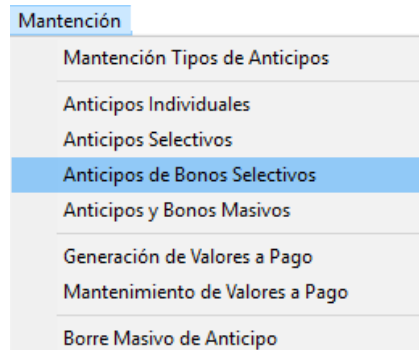 Mantención
Mantención Tipos de Anticipos
Anticipos Individuales
Anticipos Selectivos
Anticipos de Bonos Selectivos
Anticipos y Bonos Masivos
Generación de Valores a Pago
Mantenimiento de Valores a Pago
Borre Masivo de Anticipo